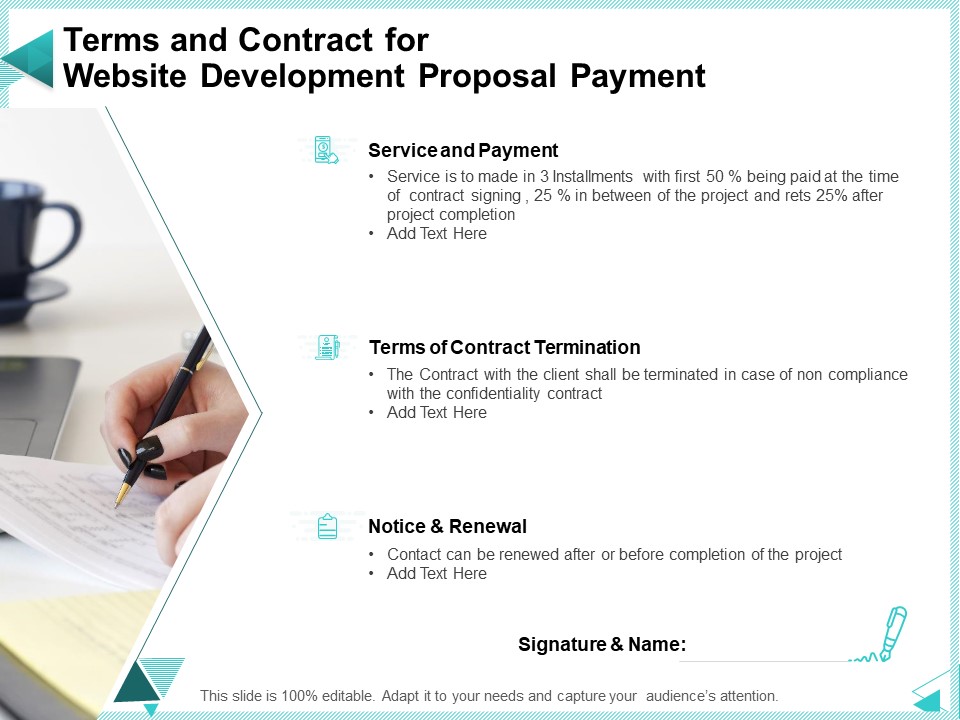 Terms and Contract for
Website Development Proposal Payment
Service and Payment
• Service is to made in 3 Installments with first 50 % being paid at the time
of contract signing , 25 % in between of the project and rets 25% after
project completion
• Add Text Here
Terms of Contract Termination
• The Contract with the client shall be terminated in case of non compliance
with the confidentiality contract
• Add Text Here
Notice & Renewal
• Contact can be renewed after or before completion of the project
• Add Text Here
Signature & Name:
This slide is 100% editable. Adapt it to your needs and capture your audience's attention.